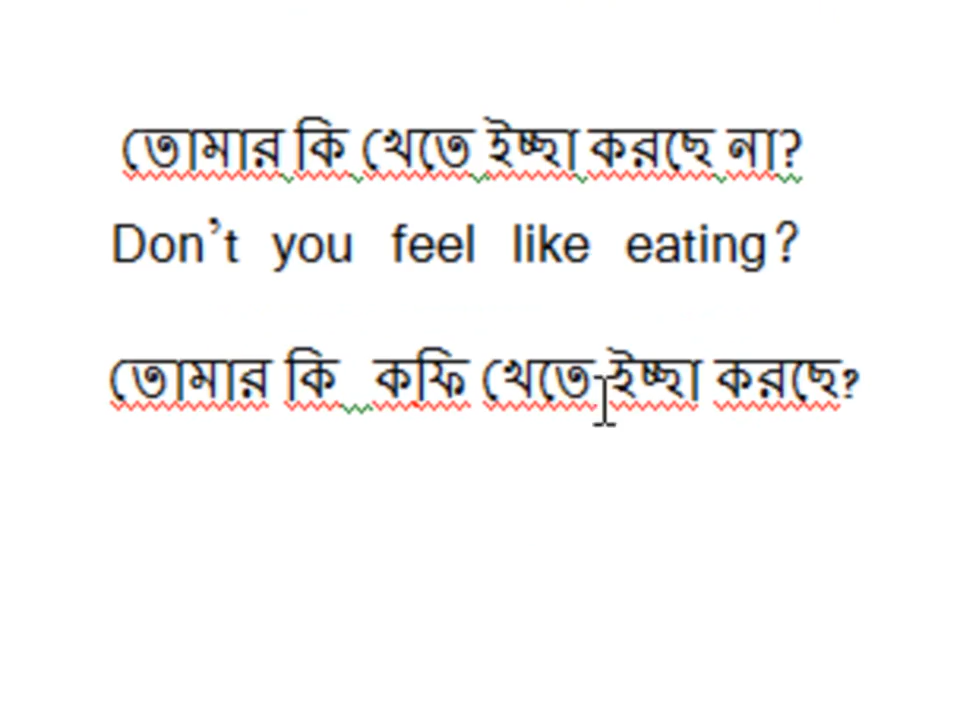 তোমার কি খেতে ইচ্ছা করছে না?
Don't you feel like eating?
তোমার কি কফি খেতে ইচ্ছা করছে?